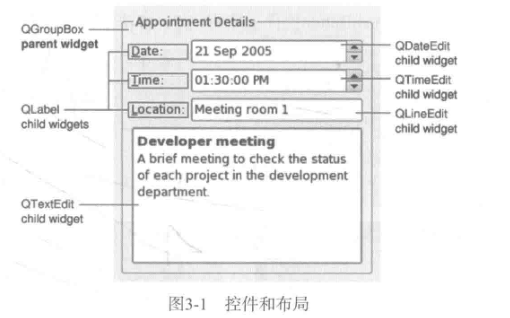 Appointment Details
QGroupBox
parent widget
Date:
21 Sep 2005
QDateEdit
child widget
Time:
01:30:00 PM
QTimeEdit
child widget
QLabel
child widgets
Location:
Meeting room 1
QLineEdit
child widget
Developer meeting
A brief meeting to check the status
of each project in the development
department.
QTextEdit
child widget
图3-1 控件和布局